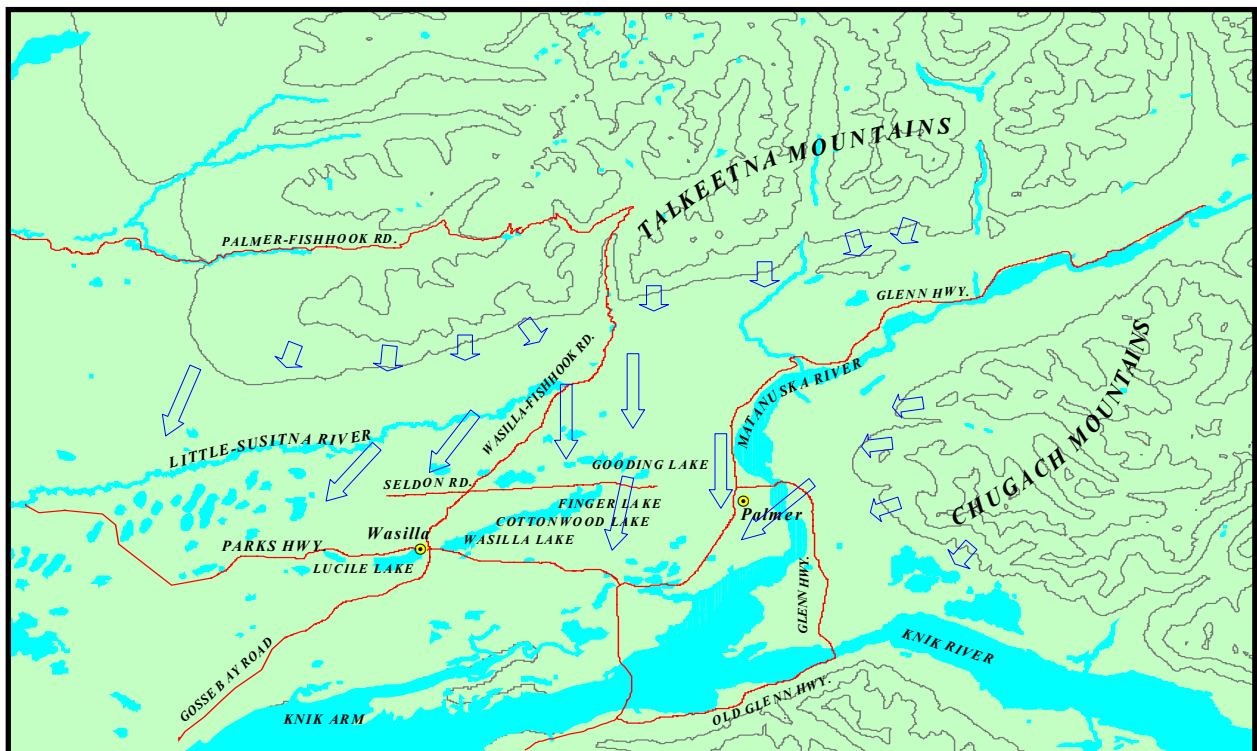 TALKEETNA MOUNTAINS
PALMER-FISHHOOK RD.
GLENN HWY.
CHUGACH MOUNTAINS
WASILLA-FISHHOOK RD.
MATANUSKA RIVER
LITTLE-SUSITNA RIVER
GOODING LAKE
SELDON RD.
FINGER LAKE
Palmer
COTTONWOOD LAKE
Wasilla
WASILLA LAKE
PARKS HWY.
LUCILE LAKE
GLENN HWY.
KNIK RIVER
GOOSE BAY ROAD
OLD GLENN HWY.
KNIK ARM